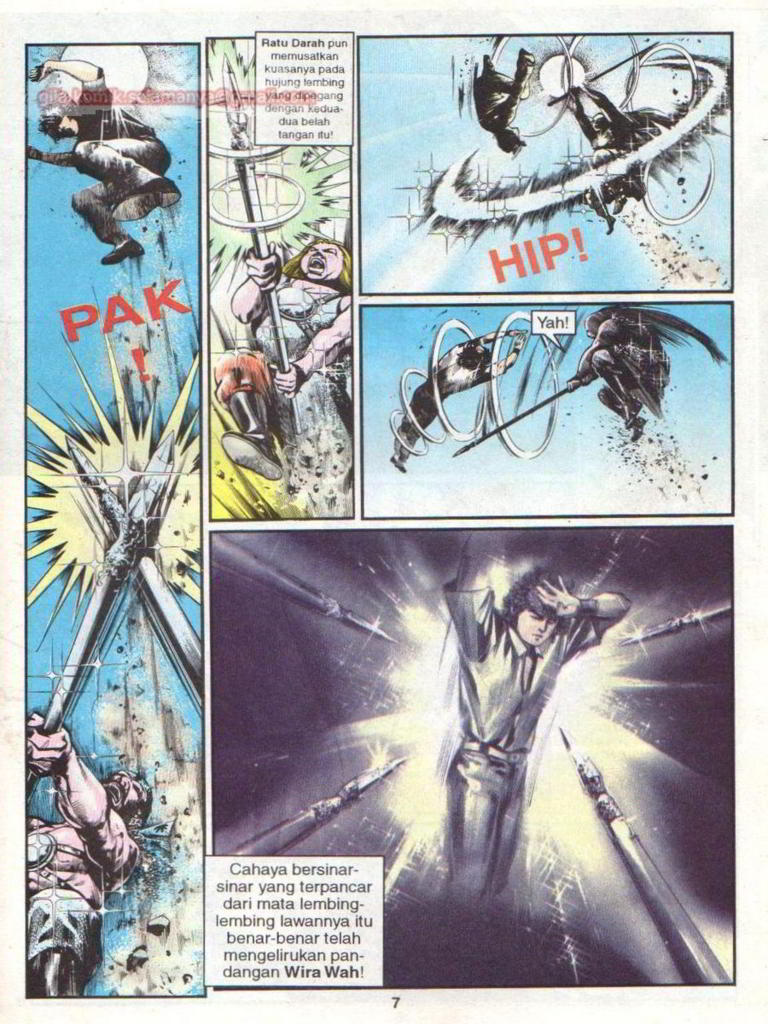 PAK
!
Ratu Darah pun
memusatkan
kuasanya pada
hujung lembing
yang dipegang
dengan kedua-
dua belah
tangan itu!
HIP!
Yah!
Cahaya bersinar-
sinar yang terpancar
dari mata lembing-
lembing lawannya itu
benar-benar telah
mengelirukan pan-
dangan Wira Wah!
7